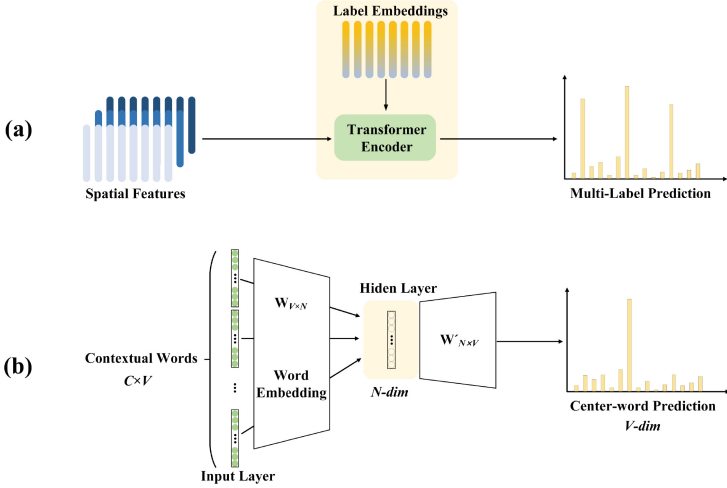 Label Embeddings
(a)
Transformer
Encoder
Spatial Features
Multi-Label Prediction
(b)
Contextual Words
C×V
W V×N
Word
Embedding
Input Layer
Hiden Layer
N-dim
W´ N×V
Center-word Prediction
V-dim